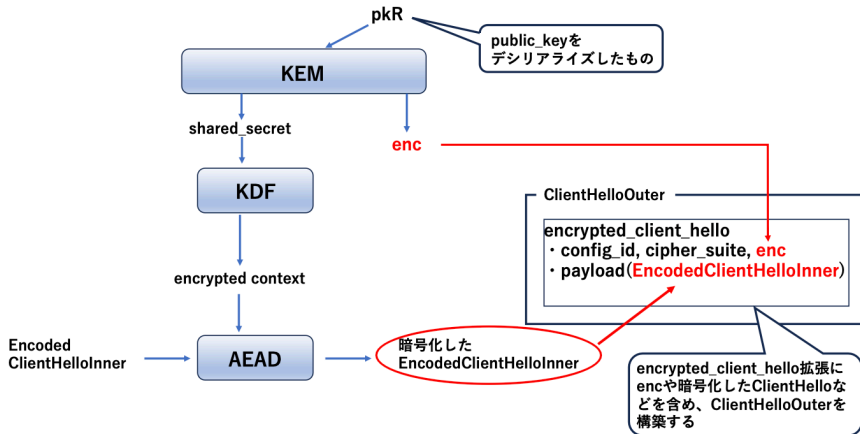 pkR
public_keyを
デシリアライズしたもの
KEM
shared_secret
enc
KDF
ClientHelloOuter
encrypted_client_hello
・config_id, cipher_suite, enc
・payload(EncodedClientHelloInner)
encrypted context
Encoded
ClientHelloInner
AEAD
暗号化した
EncodedClientHelloInner
encrypted_client_hello拡張に
encや暗号化したClientHelloな
どを含め、ClientHelloOuterを
構築する